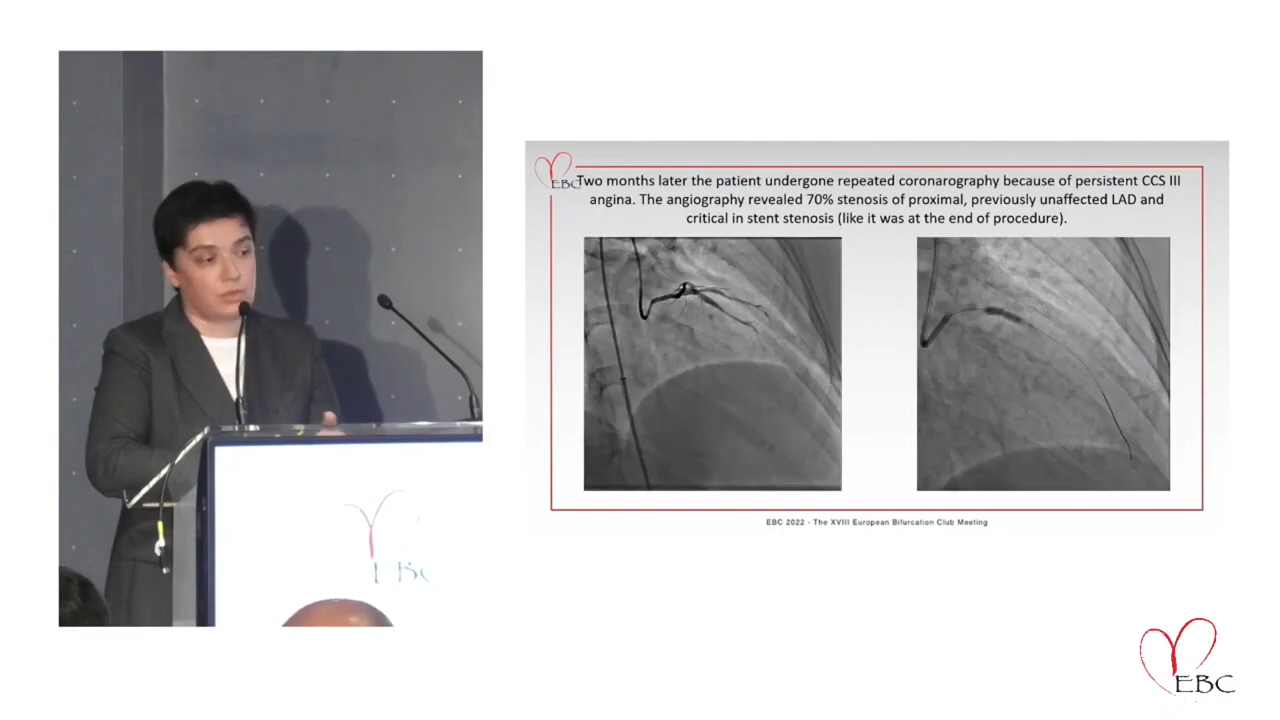 EBC
Two months later the patient undergone repeated coronarography because of persistent CCS III
angina. The angiography revealed 70% stenosis of proximal, previously unaffected LAD and
critical in stent stenosis (like it was at the end of procedure).
EBC 2022 - The XVIII European Bifurcation Club Meeting
EBC
EBC